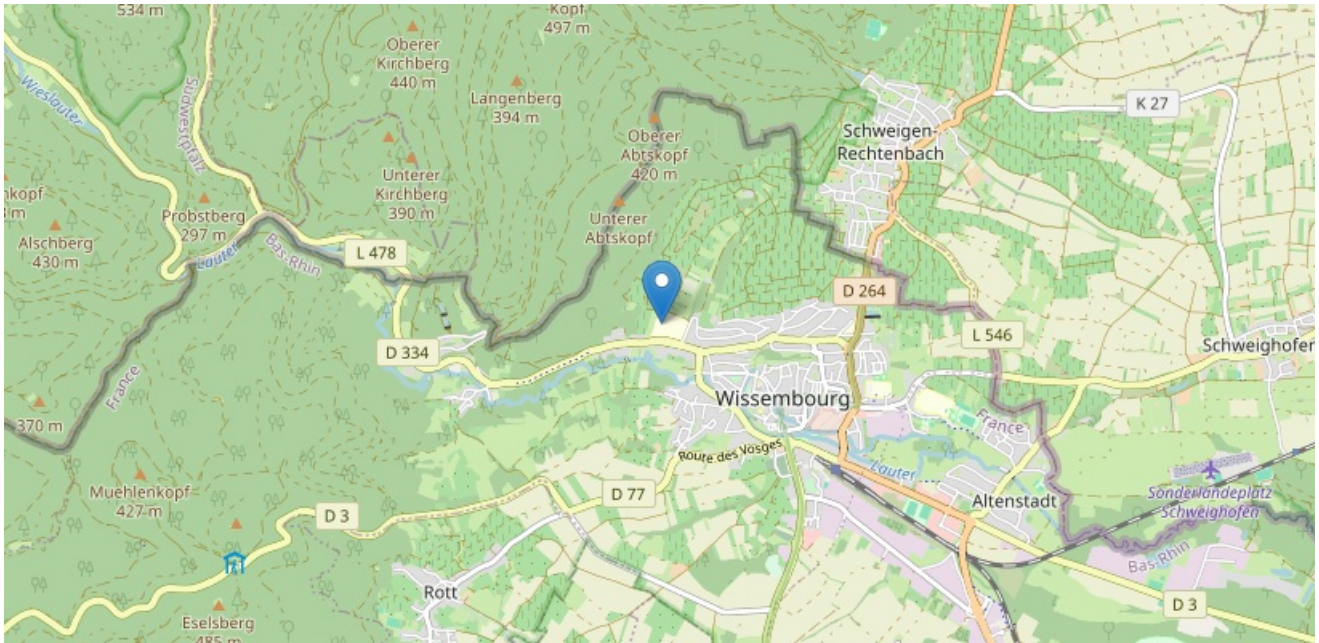 534 m
Kopf
497 m
Oberer
Kirchberg
440 m
Langenberg
394 m
Wieslauter
Südwestpfalz
K 27
Schweigen-
Rechtenbach
Oberer
Abtskopf
420 m
Unterer
Kirchberg
390 m
Probstberg
297 m
Unterer
Abtskopf
Alschberg
430 m
Lauter
Bas-Rhin
L 478
D 264
L 546
Schweighofen
D 334
France
370 m
Wissembourg
France
Route des Vosges
Lauter
Muehlenkopf
427 m
D 77
Altenstadt
Sonderlandeplatz
Schweighofen
D 3
Bas-Rhin
Rott
D 3
Eselsberg
485 m